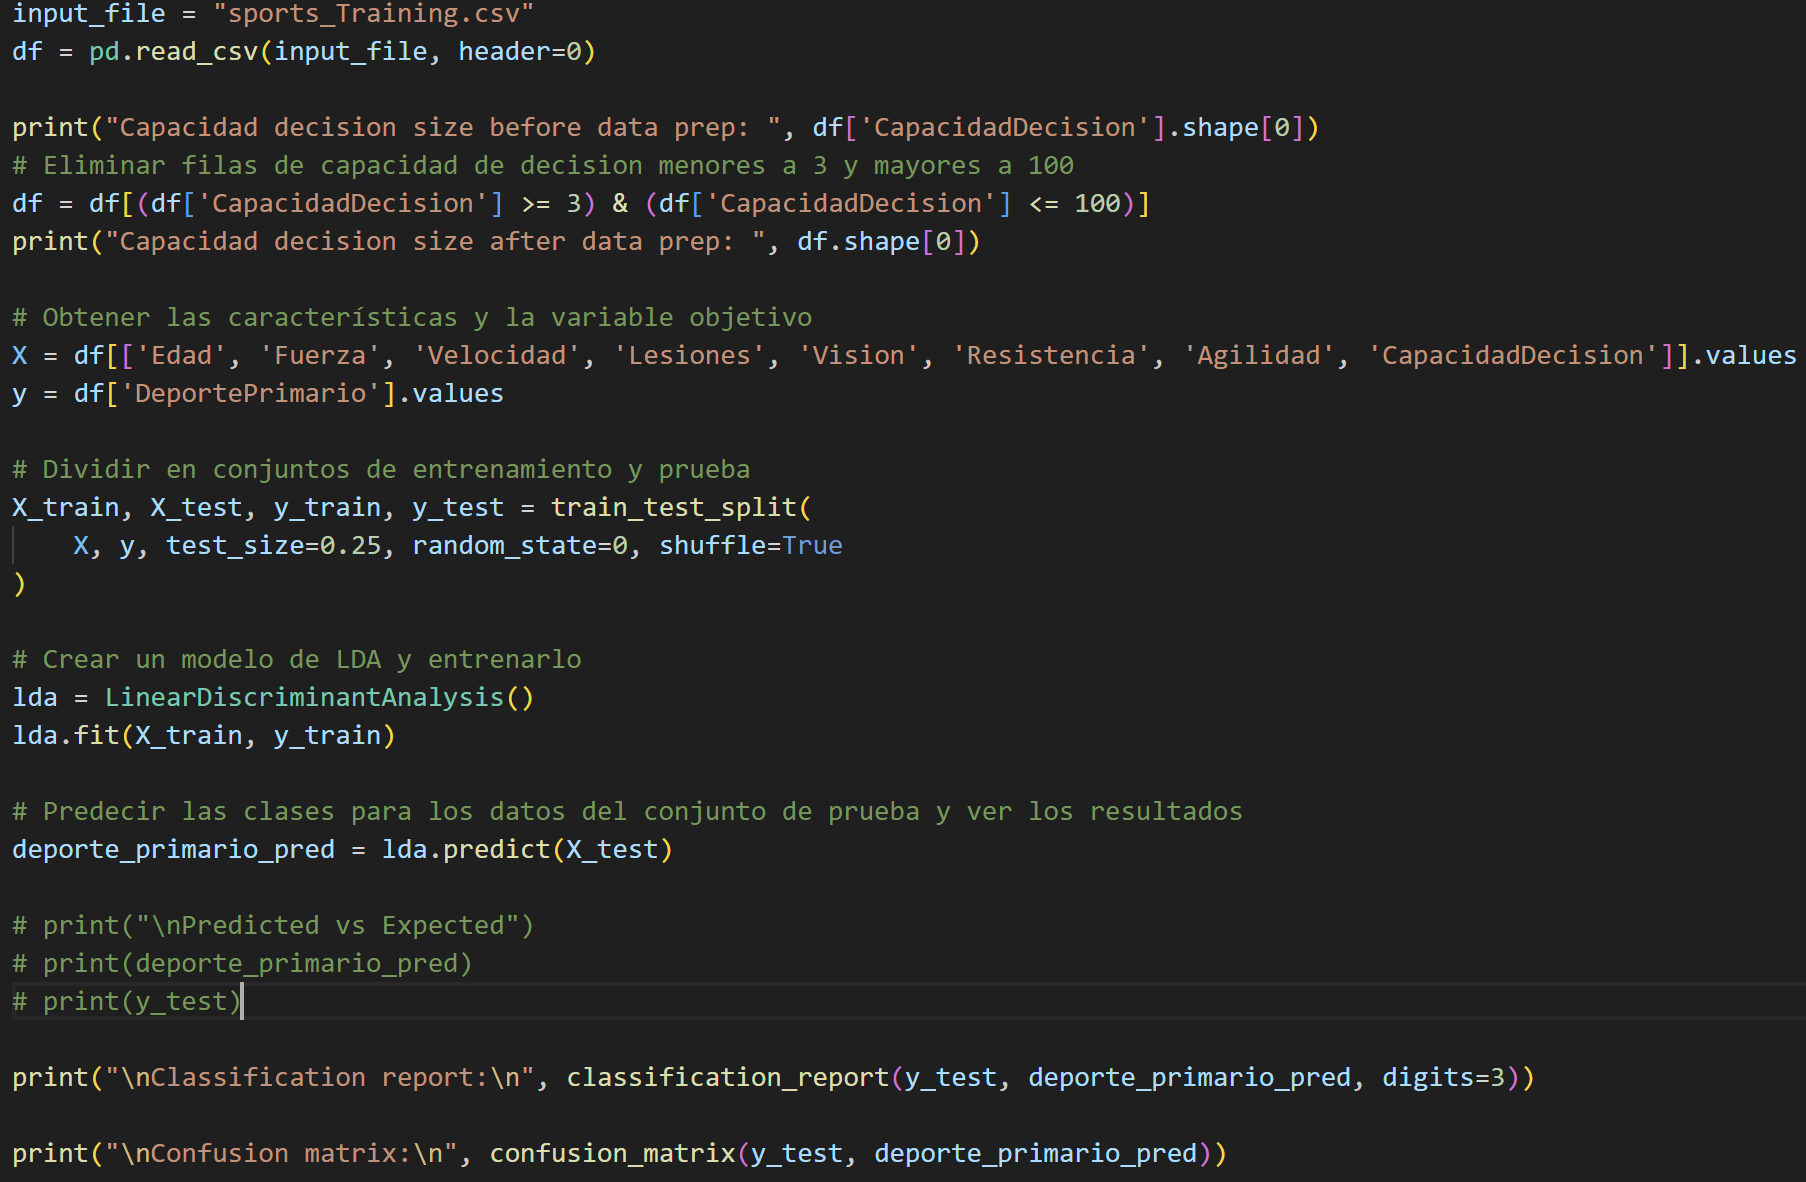 input_file = "sports_Training.csv"
df = pd.read_csv(input_file, header=0)
print("Capacidad decision size before data prep: ", df['CapacidadDecision'].shape[0])
# Eliminar filas de capacidad de decision menores a 3 y mayores a 100
df = df[(df['CapacidadDecision'] >= 3) & (df['CapacidadDecision'] <= 100)]
print("Capacidad decision size after data prep: ", df.shape[0])
# Obtener las características y la variable objetivo
X = df[['Edad', 'Fuerza', 'Velocidad', 'Lesiones', 'Vision', 'Resistencia', 'Agilidad', 'CapacidadDecision']].values
y = df['DeportePrimario'].values
# Dividir en conjuntos de entrenamiento y prueba
X_train, X_test, y_train, y_test = train_test_split(
    X, y, test_size=0.25, random_state=0, shuffle=True
)
# Crear un modelo de LDA y entrenarlo
lda = LinearDiscriminantAnalysis()
lda.fit(X_train, y_train)
# Predecir las clases para los datos del conjunto de prueba y ver los resultados
deporte_primario_pred = lda.predict(X_test)
# print("\nPredicted vs Expected")
# print(deporte_primario_pred)
# print(y_test)
print("\nClassification report:\n", classification_report(y_test, deporte_primario_pred, digits=3))
print("\nConfusion matrix:\n", confusion_matrix(y_test, deporte_primario_pred))